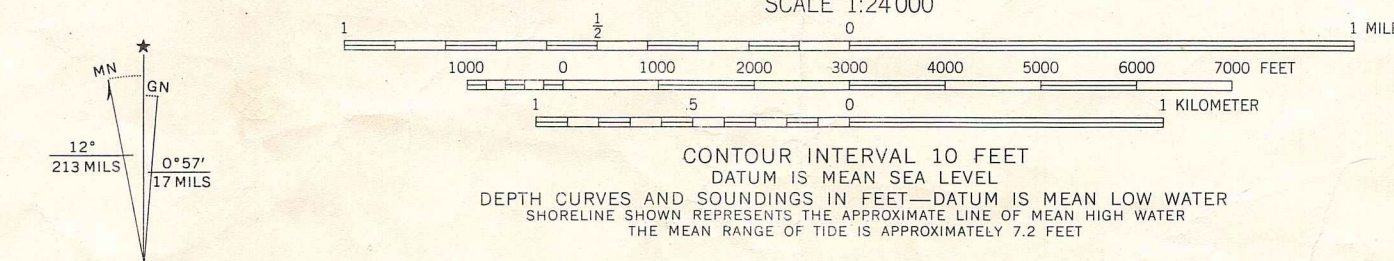 SCALE 1:24 000
1 1/2 0 1 MILE
1000 0 1000 2000 3000 4000 5000 6000 7000 FEET
1 .5 0 1 KILOMETER
CONTOUR INTERVAL 10 FEET
DATUM IS MEAN SEA LEVEL
DEPTH CURVES AND SOUNDINGS IN FEET—DATUM IS MEAN LOW WATER
SHORELINE SHOWN REPRESENTS THE APPROXIMATE LINE OF MEAN HIGH WATER
THE MEAN RANGE OF TIDE IS APPROXIMATELY 7.2 FEET
MN
GN
12°
213 MILS
0°57′
17 MILS